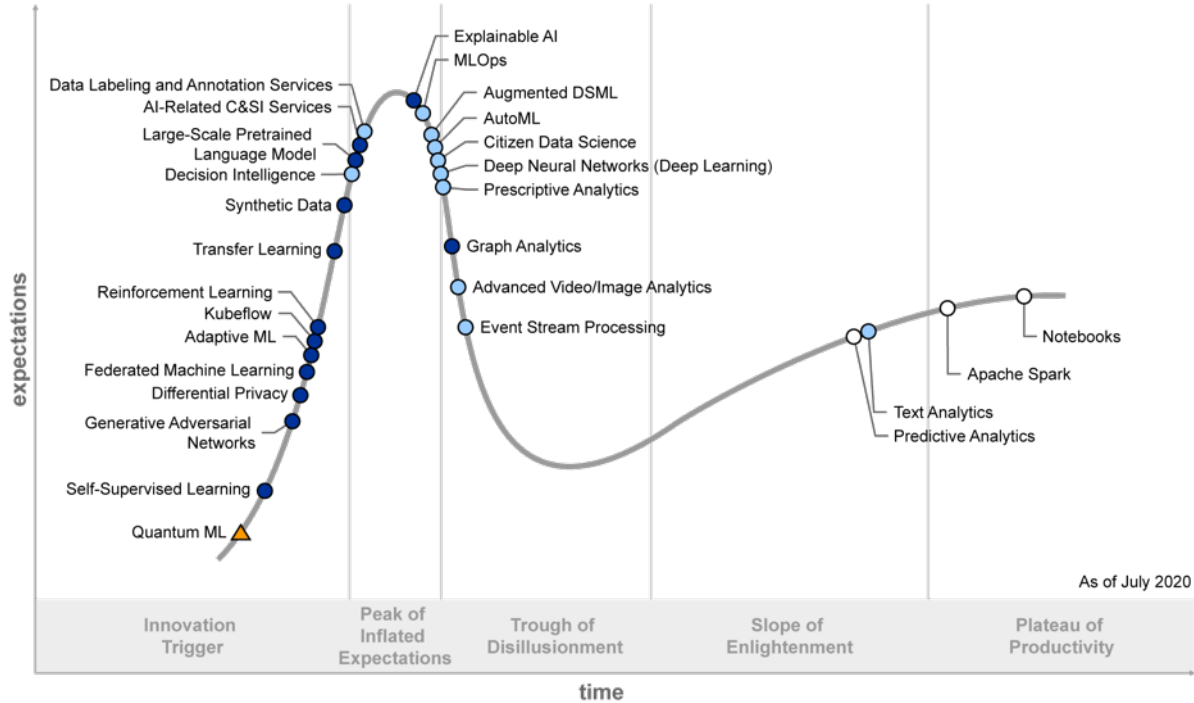 Explainable AI
MLOps
Data Labeling and Annotation Services
AI-Related C&SI Services
Large-Scale Pretrained
Language Model
Decision Intelligence
Synthetic Data
Transfer Learning
Reinforcement Learning
Kubeflow
Adaptive ML
Federated Machine Learning
Differential Privacy
Generative Adversarial
Networks
Self-Supervised Learning
Quantum ML
Augmented DSML
AutoML
Citizen Data Science
Deep Neural Networks (Deep Learning)
Prescriptive Analytics
Graph Analytics
Advanced Video/Image Analytics
Event Stream Processing
Notebooks
Apache Spark
Text Analytics
Predictive Analytics
expectations
As of July 2020
Innovation
Trigger
Peak of
Inflated
Expectations
Trough of
Disillusionment
Slope of
Enlightenment
Plateau of
Productivity
time